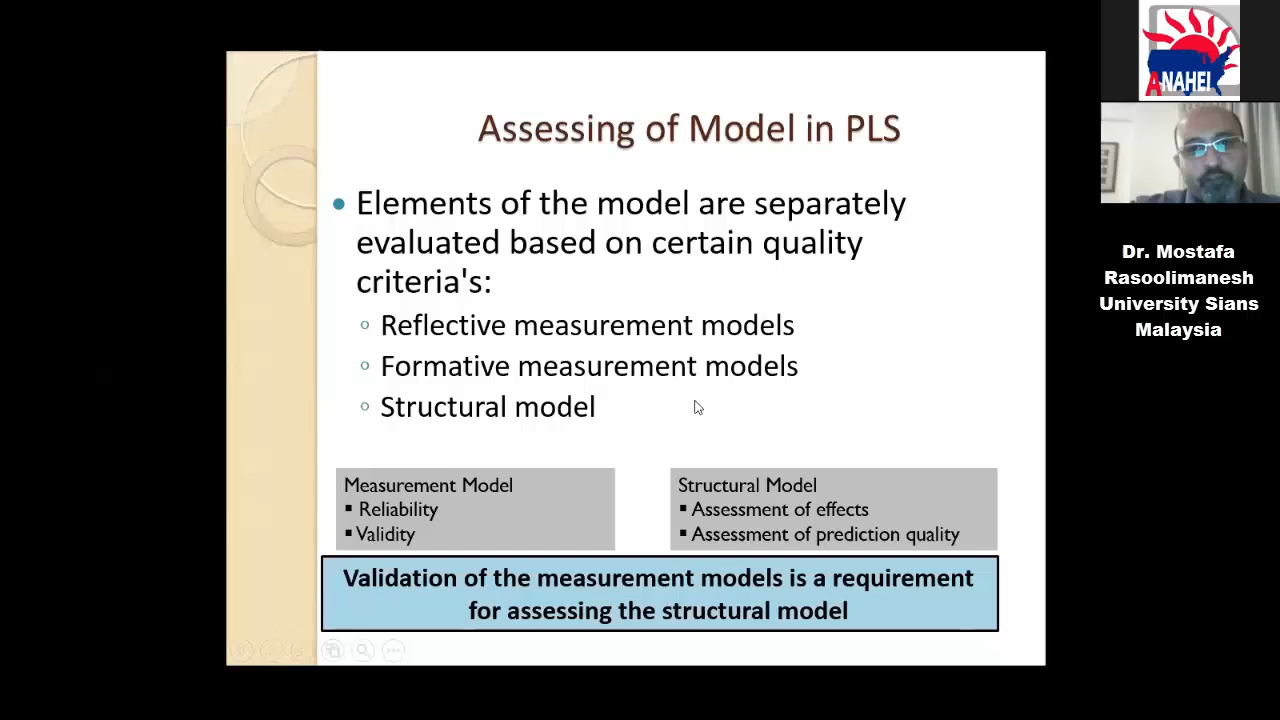 Assessing of Model in PLS
Elements of the model are separately
evaluated based on certain quality
criteria's:
Reflective measurement models
Formative measurement models
Structural model
Measurement Model
Reliability
Validity
Structural Model
Assessment of effects
Assessment of prediction quality
Validation of the measurement models is a requirement
for assessing the structural model
ANAHEI
Dr. Mostafa
Rasoolimanesh
University Sians
Malaysia